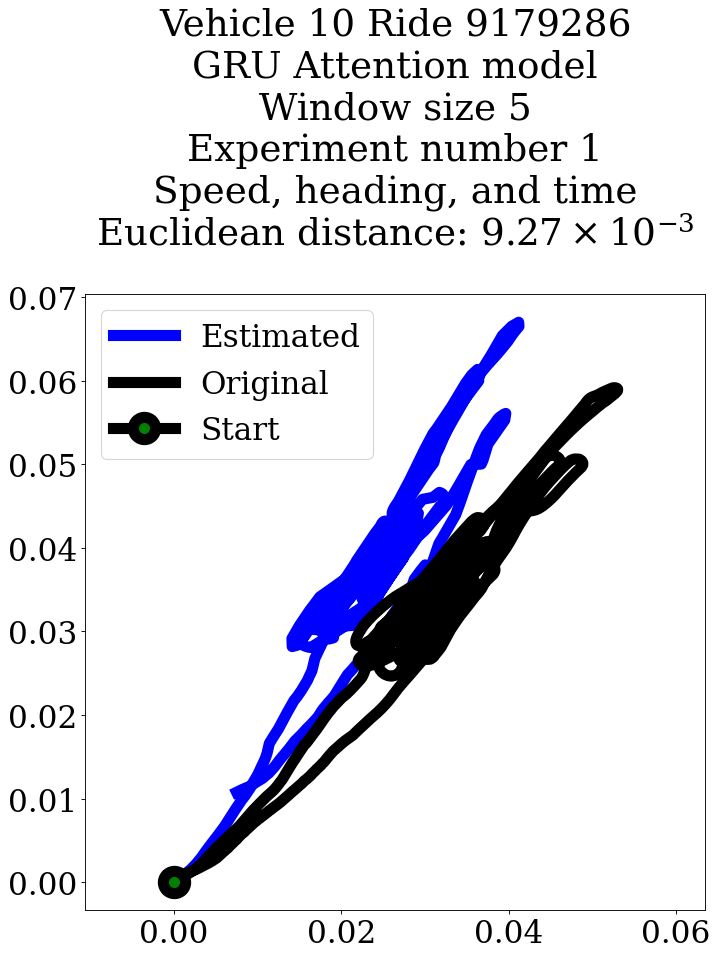 Vehicle 10 Ride 9179286
GRU Attention model
Window size 5
Experiment number 1
Speed, heading, and time
Euclidean distance: 9.27 × 10⁻³
0.07
0.06
0.05
0.04
0.03
0.02
0.01
0.00
Estimated
Original
Start
0.00 0.02 0.04 0.06